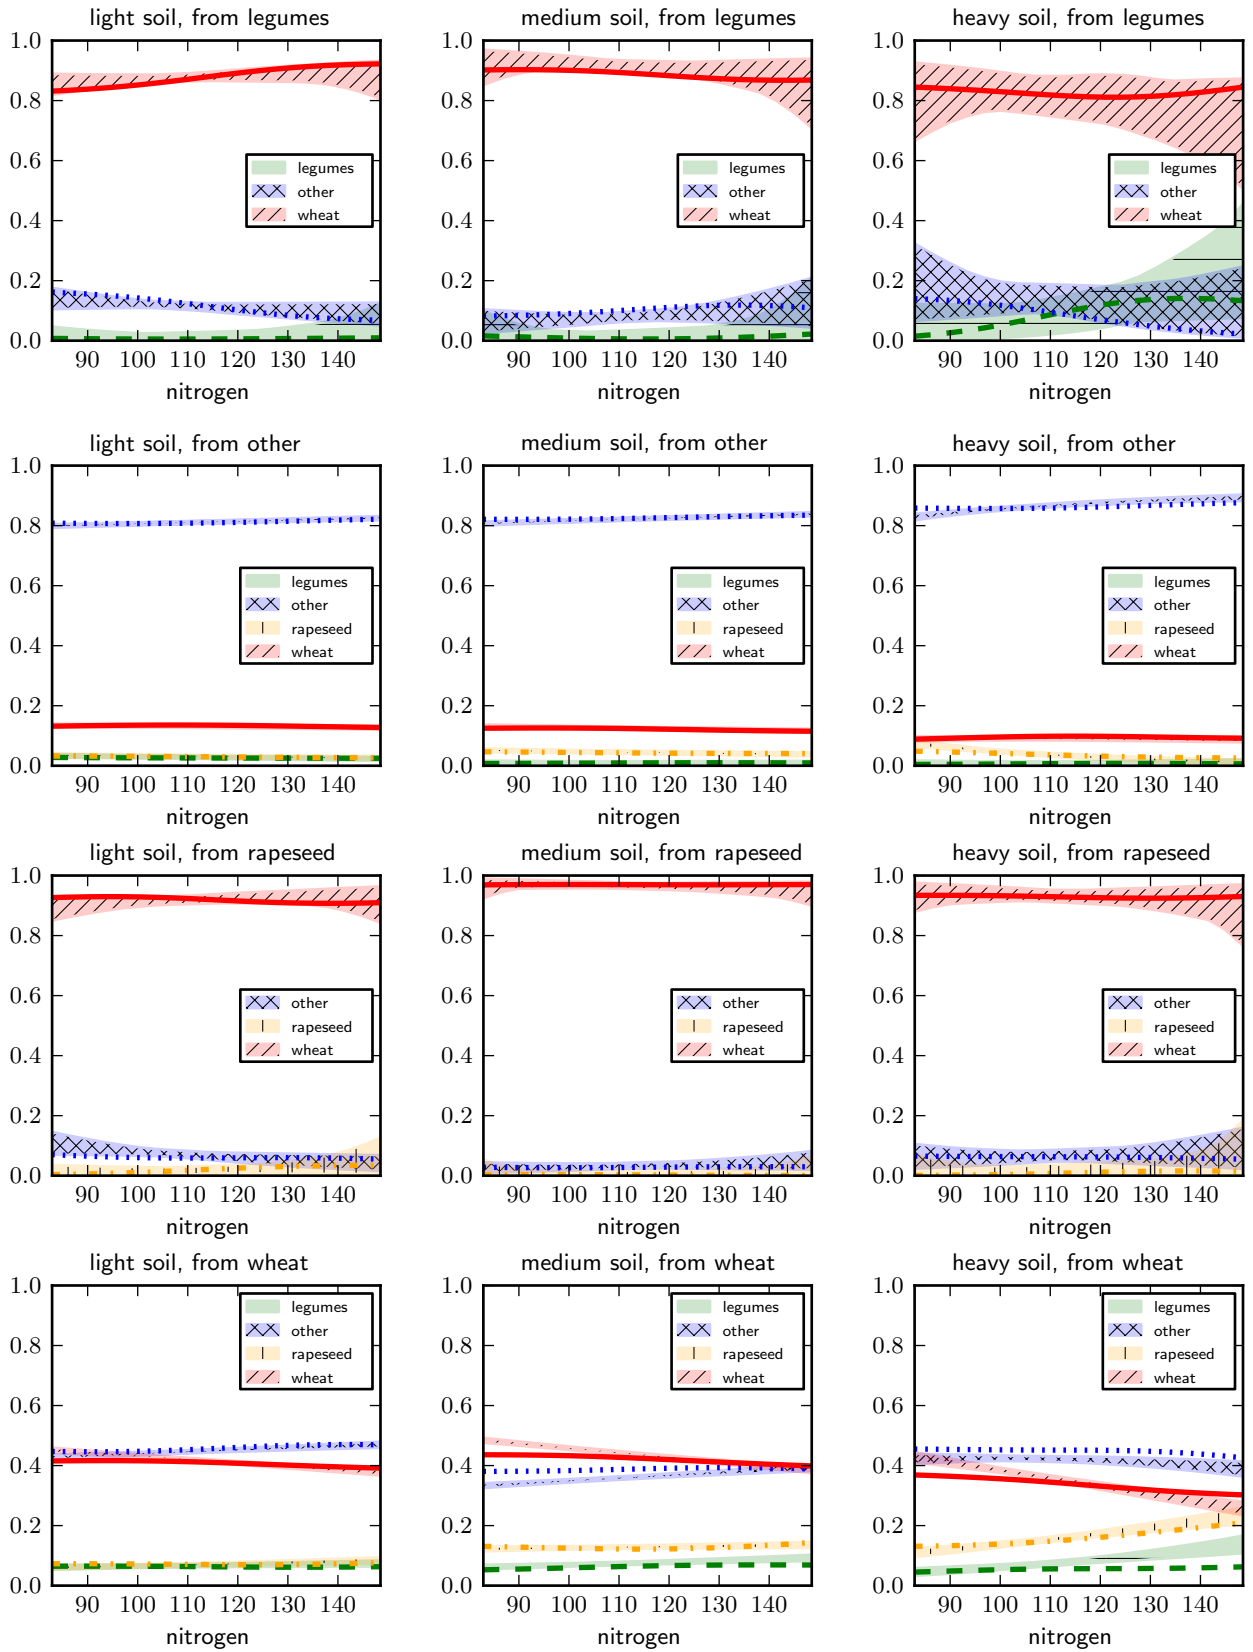 light soil, from legumes
1.0
0.8
0.6
0.4
0.2
0.0
legumes
other
wheat
90 100 110 120 130 140
nitrogen
medium soil, from legumes
1.0
0.8
0.6
0.4
0.2
0.0
legumes
other
wheat
90 100 110 120 130 140
nitrogen
heavy soil, from legumes
1.0
0.8
0.6
0.4
0.2
0.0
legumes
other
wheat
90 100 110 120 130 140
nitrogen
light soil, from other
1.0
0.8
0.6
0.4
0.2
0.0
legumes
other
rapeseed
wheat
90 100 110 120 130 140
nitrogen
medium soil, from other
1.0
0.8
0.6
0.4
0.2
0.0
legumes
other
rapeseed
wheat
90 100 110 120 130 140
nitrogen
heavy soil, from other
1.0
0.8
0.6
0.4
0.2
0.0
legumes
other
rapeseed
wheat
90 100 110 120 130 140
nitrogen
light soil, from rapeseed
1.0
0.8
0.6
0.4
0.2
0.0
other
rapeseed
wheat
90 100 110 120 130 140
nitrogen
medium soil, from rapeseed
1.0
0.8
0.6
0.4
0.2
0.0
other
rapeseed
wheat
90 100 110 120 130 140
nitrogen
heavy soil, from rapeseed
1.0
0.8
0.6
0.4
0.2
0.0
other
rapeseed
wheat
90 100 110 120 130 140
nitrogen
light soil, from wheat
1.0
0.8
0.6
0.4
0.2
0.0
legumes
other
rapeseed
wheat
90 100 110 120 130 140
nitrogen
medium soil, from wheat
1.0
0.8
0.6
0.4
0.2
0.0
legumes
other
rapeseed
wheat
90 100 110 120 130 140
nitrogen
heavy soil, from wheat
1.0
0.8
0.6
0.4
0.2
0.0
legumes
other
rapeseed
wheat
90 100 110 120 130 140
nitrogen